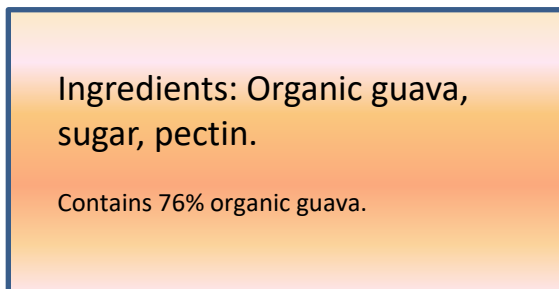 Ingredients: Organic guava,
sugar, pectin.
Contains 76% organic guava.